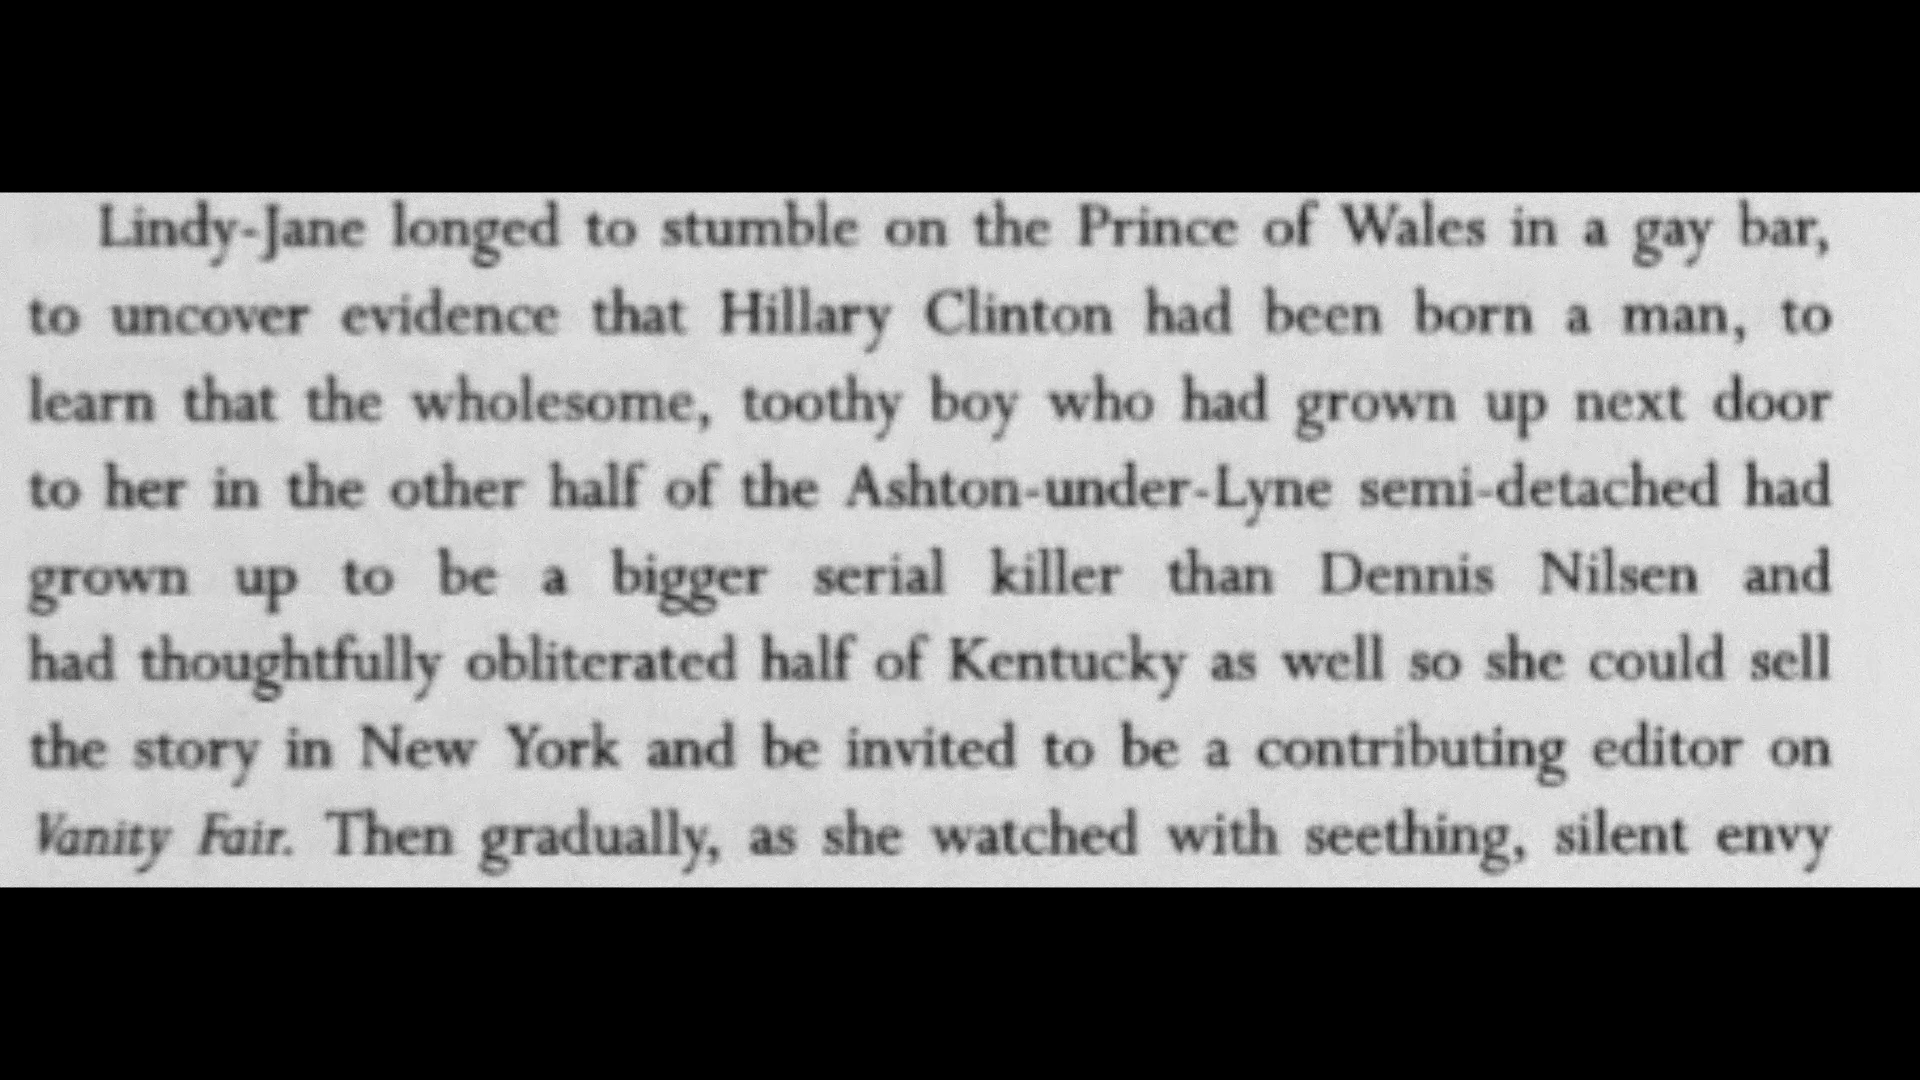 Lindy-Jane longed to stumble on the Prince of Wales in a gay bar,
to uncover evidence that Hillary Clinton had been born a man, to
learn that the wholesome, toothy boy who had grown up next door
to her in the other half of the Ashton-under-Lyne semi-detached had
grown up to be a bigger serial killer than Dennis Nilsen and
had thoughtfully obliterated half of Kentucky as well so she could sell
the story in New York and be invited to be a contributing editor on
Vanity Fair. Then gradually, as she watched with seething, silent envy